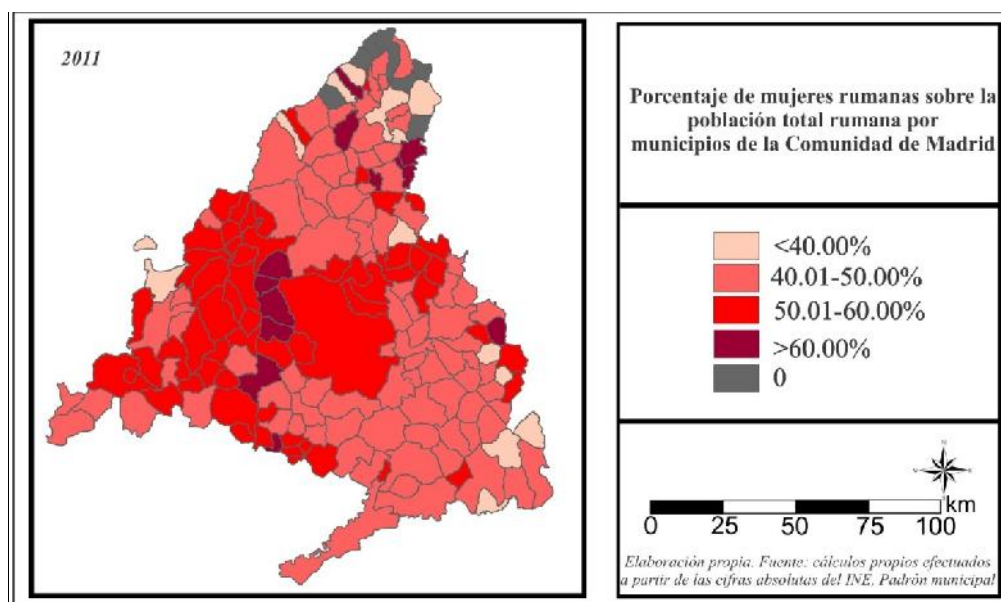 2011
Porcentaje de mujeres rumanas sobre la
población total rumana por
municipios de la Comunidad de Madrid
<40.00%
40.01-50.00%
50.01-60.00%
>60.00%
0
km
0 25 50 75 100
Elaboración propia. Fuente: cálculos propios efectuados
a partir de las cifras absolutas del INE, Padrón municipal